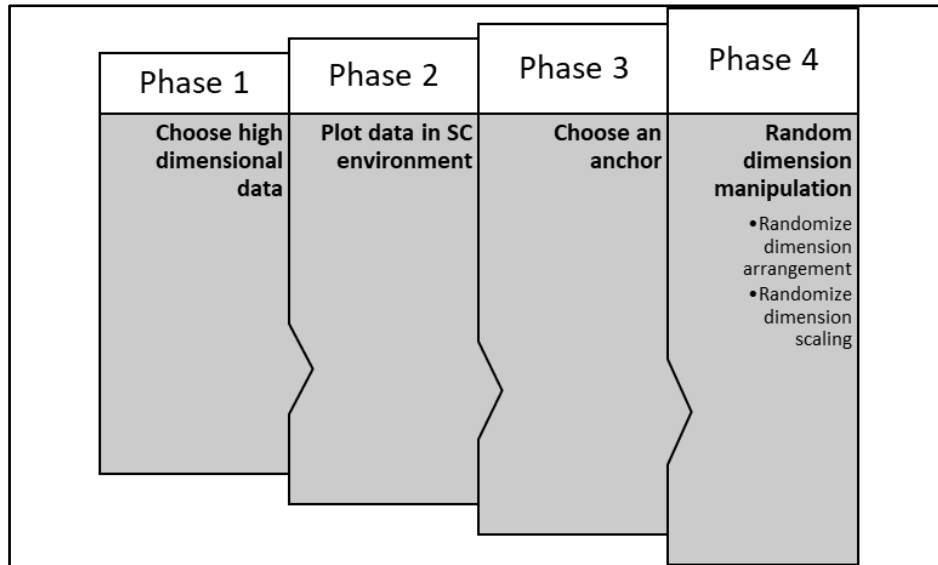 Phase 1
Choose high
dimensional
data
Phase 2
Plot data in SC
environment
Phase 3
Choose an
anchor
Phase 4
Random
dimension
manipulation
•Randomize
dimension
arrangement
•Randomize
dimension
scaling